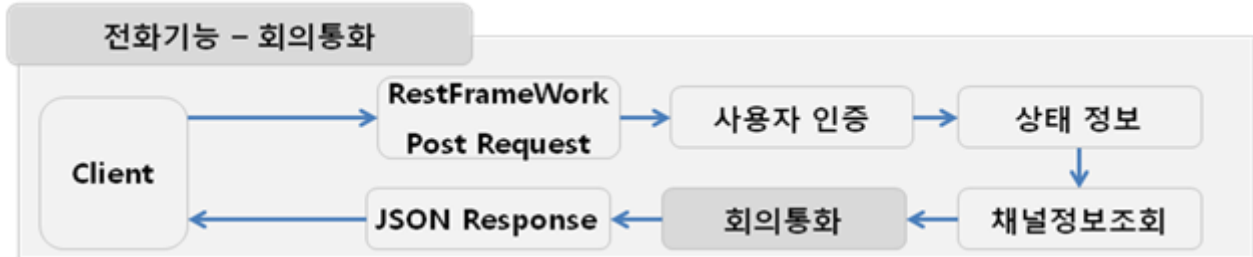 전화기능 – 회의통화
Client
RestFrameWork
Post Request
사용자 인증
상태 정보
채널정보조회
회의통화
JSON Response